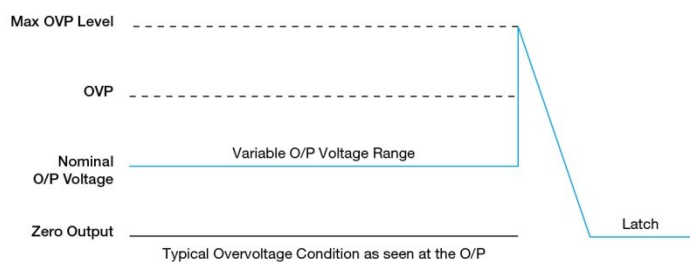 Max OVP Level
OVP
Variable O/P Voltage Range
Nominal
O/P Voltage
Latch
Zero Output
Typical Overvoltage Condition as seen at the O/P